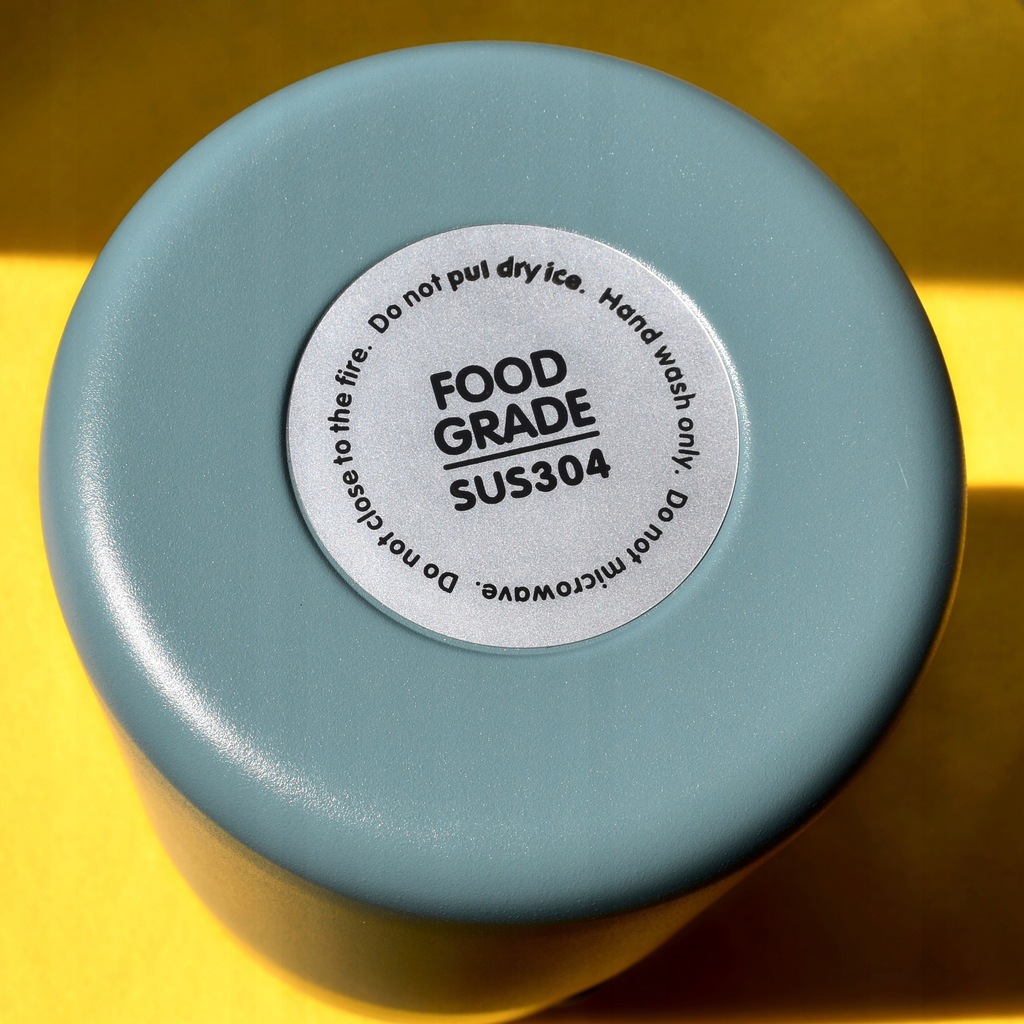 FOOD
GRADE
SUS304
Do not pul dry ice. Hand wash only. Do not microwave. Do not close to the fire.